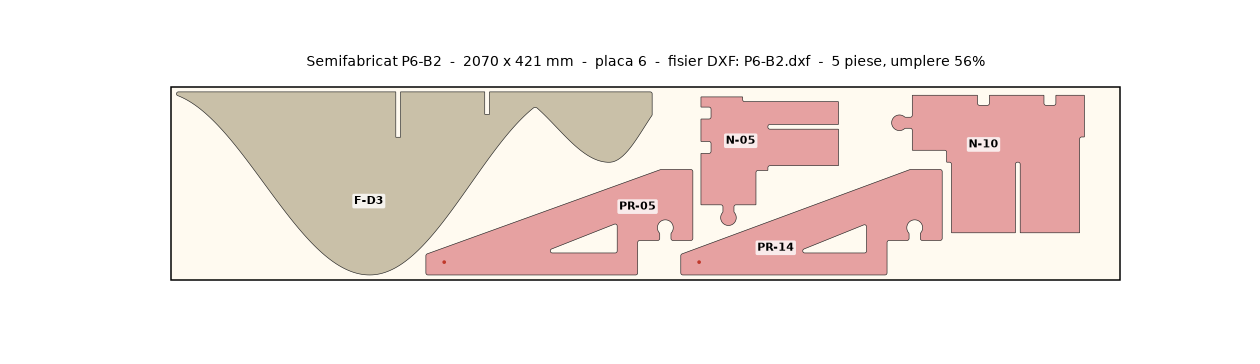 Semifabricat P6-B2 - 2070 x 421 mm - placa 6 - fisier DXF: P6-B2.dxf - 5 piese, umplere 56%
N-05
N-10
F-D3
PR-05
PR-14